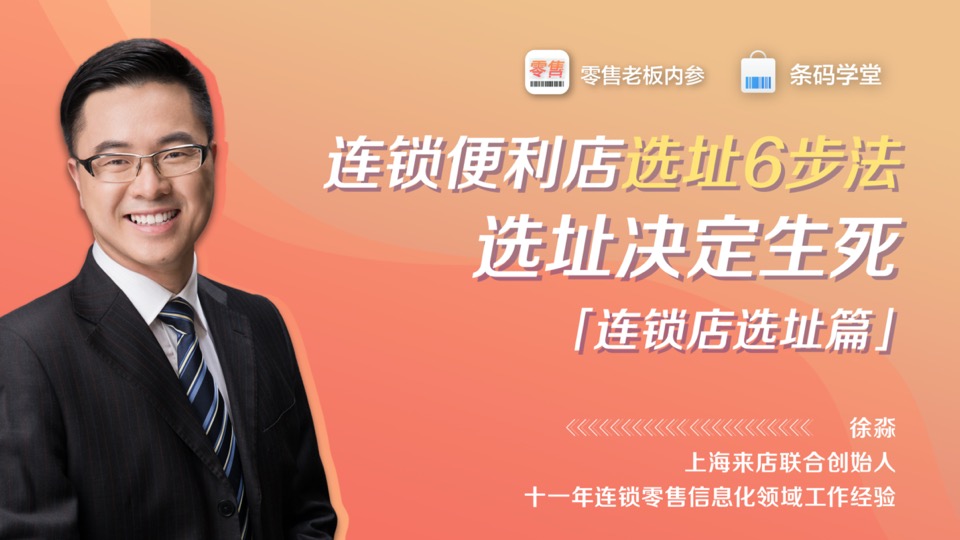 零售 零售老板内参 条码学堂
连锁便利店选址6步法
选址决定生死
「连锁店选址篇」
徐淼
上海来店联合创始人
十一年连锁零售信息化领域工作经验